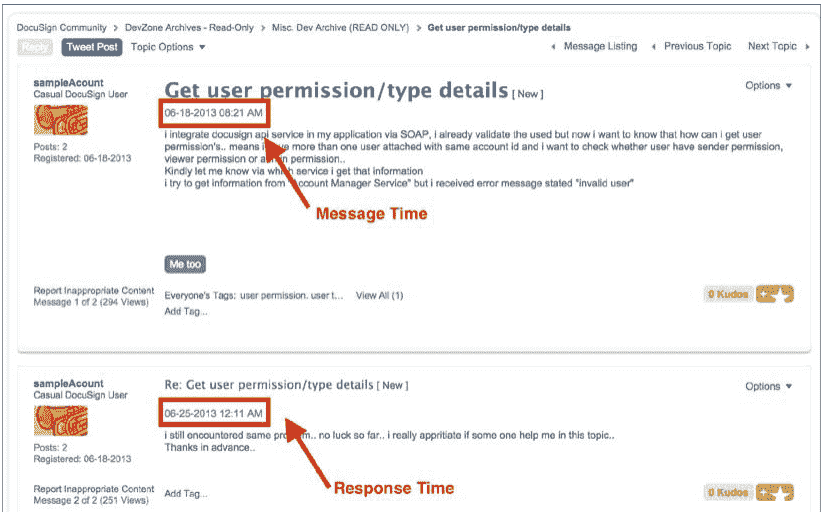 DocuSign Community > DevZone Archives - Read-Only > Misc. Dev Archive (READ ONLY) > Get user permission/type details
Reply Tweet Post Topic Options Message Listing Previous Topic Next Topic
sampleAcount
Casual DocuSign User
Posts: 2
Registered: 06-18-2013
Get user permission/type details [ New ]
Options
06-18-2013 08:21 AM
i integrate docusign api service in my application via SOAP, i already validate the used but now i want to know that how can i get user
permission's.. means i more than one user attached with same account id and i want to check whether user have sender permission,
viewer permission or permission..
Kindly let me know via which service i get that information
i try to get information from "Account Manager Service" but i received error message stated "invalid user"
Message Time
Me too
Report Inappropriate Content
Message 1 of 2 (294 Views)
Everyone's Tags: user permission. user t... View All (1)
Add Tag...
0 Kudos
sampleAcount
Casual DocuSign User
Posts: 2
Registered: 06-18-2013
Re: Get user permission/type details [ New ]
Options
06-25-2013 12:11 AM
i still encountered same no luck so far.. i really appritiate if some one help me in this topic..
Thanks in advance..
Response Time
Report Inappropriate Content
Message 2 of 2 (251 Views)
Add Tag...
0 Kudos